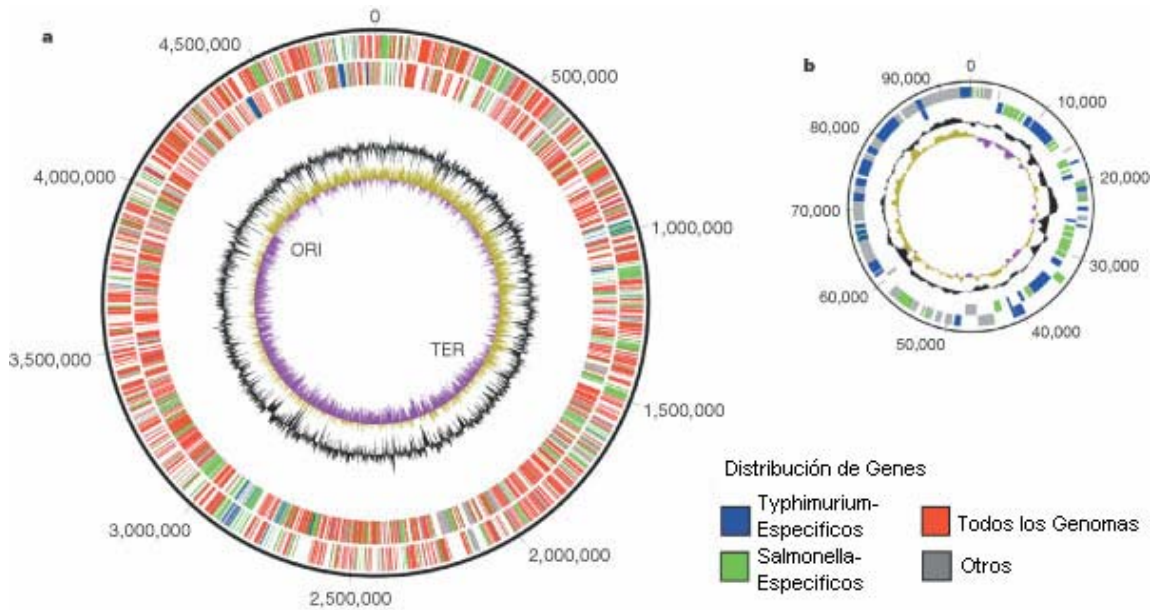 a
0
500,000
1,000,000
1,500,000
2,000,000
2,500,000
3,000,000
3,500,000
4,000,000
4,500,000
ORI
TER
b
0
10,000
20,000
30,000
40,000
50,000
60,000
70,000
80,000
90,000
Distribución de Genes
Typhimurium-
Especificos
Salmonella-
Especificos
Todos los Genomas
Otros